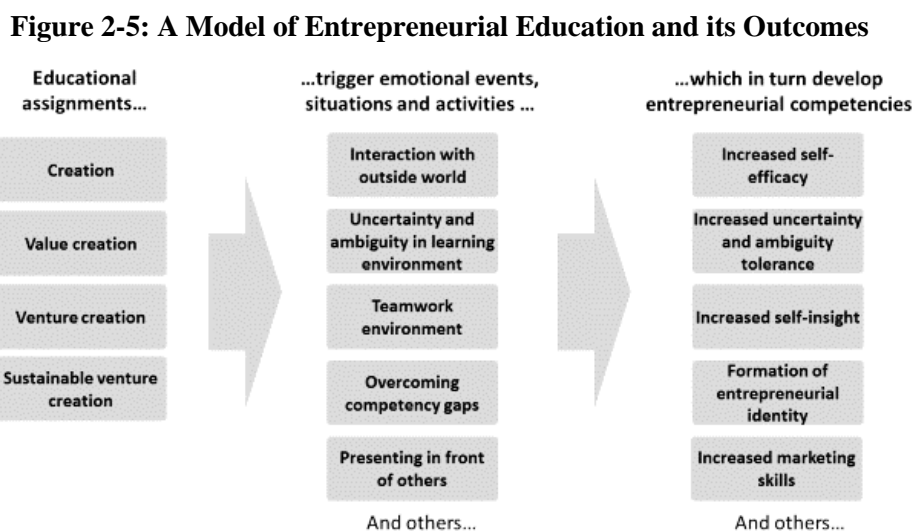 Figure 2-5: A Model of Entrepreneurial Education and its Outcomes
Educational
assignments...
Creation
Value creation
Venture creation
Sustainable venture
creation
...trigger emotional events,
situations and activities ...
Interaction with
outside world
Uncertainty and
ambiguity in learning
environment
Teamwork
environment
Overcoming
competency gaps
Presenting in front
of others
And others...
...which in turn develop
entrepreneurial competencies
Increased self-
efficacy
Increased uncertainty
and ambiguity
tolerance
Increased self-insight
Formation of
entrepreneurial
identity
Increased marketing
skills
And others...